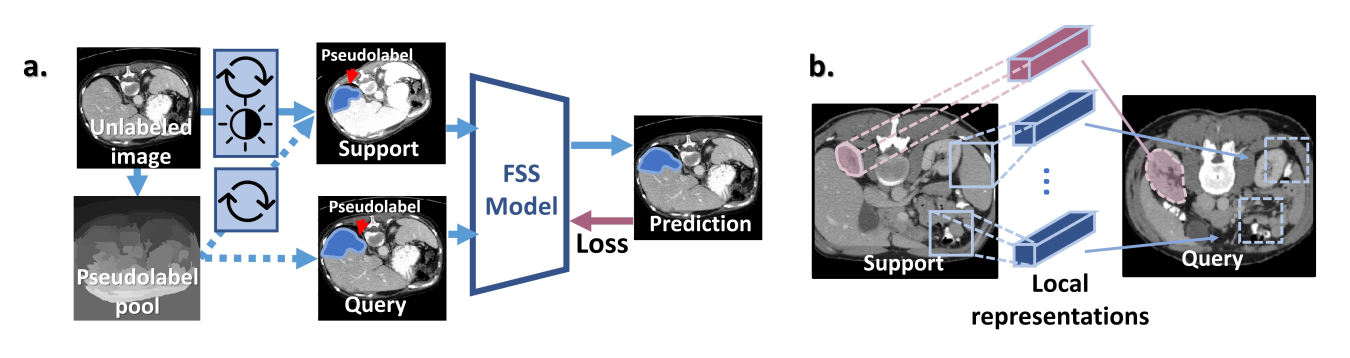 a.
Unlabeled
image
Pseudolabel
pool
Pseudolabel
Support
Pseudolabel
Query
FSS
Model
Prediction
Loss
b.
Support
Local
representations
Query